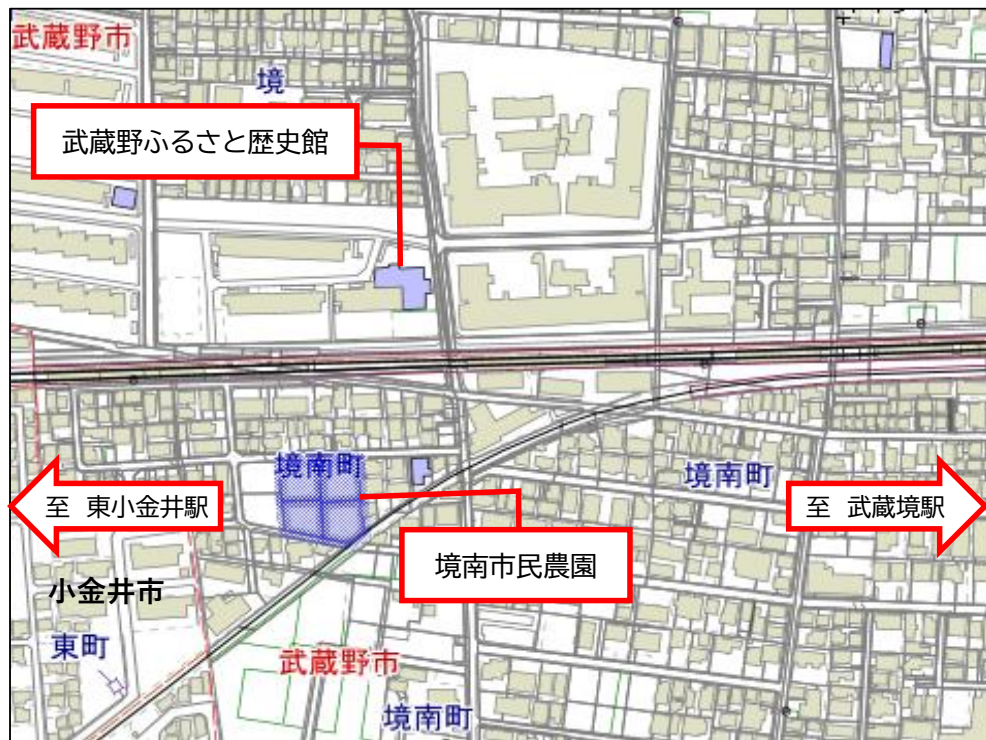 武蔵野市
境
武蔵野ふるさと歴史館
境南町
境南町
至 東小金井駅
至 武蔵境駅
境南市民農園
小金井市
東町
武蔵野市
境南町